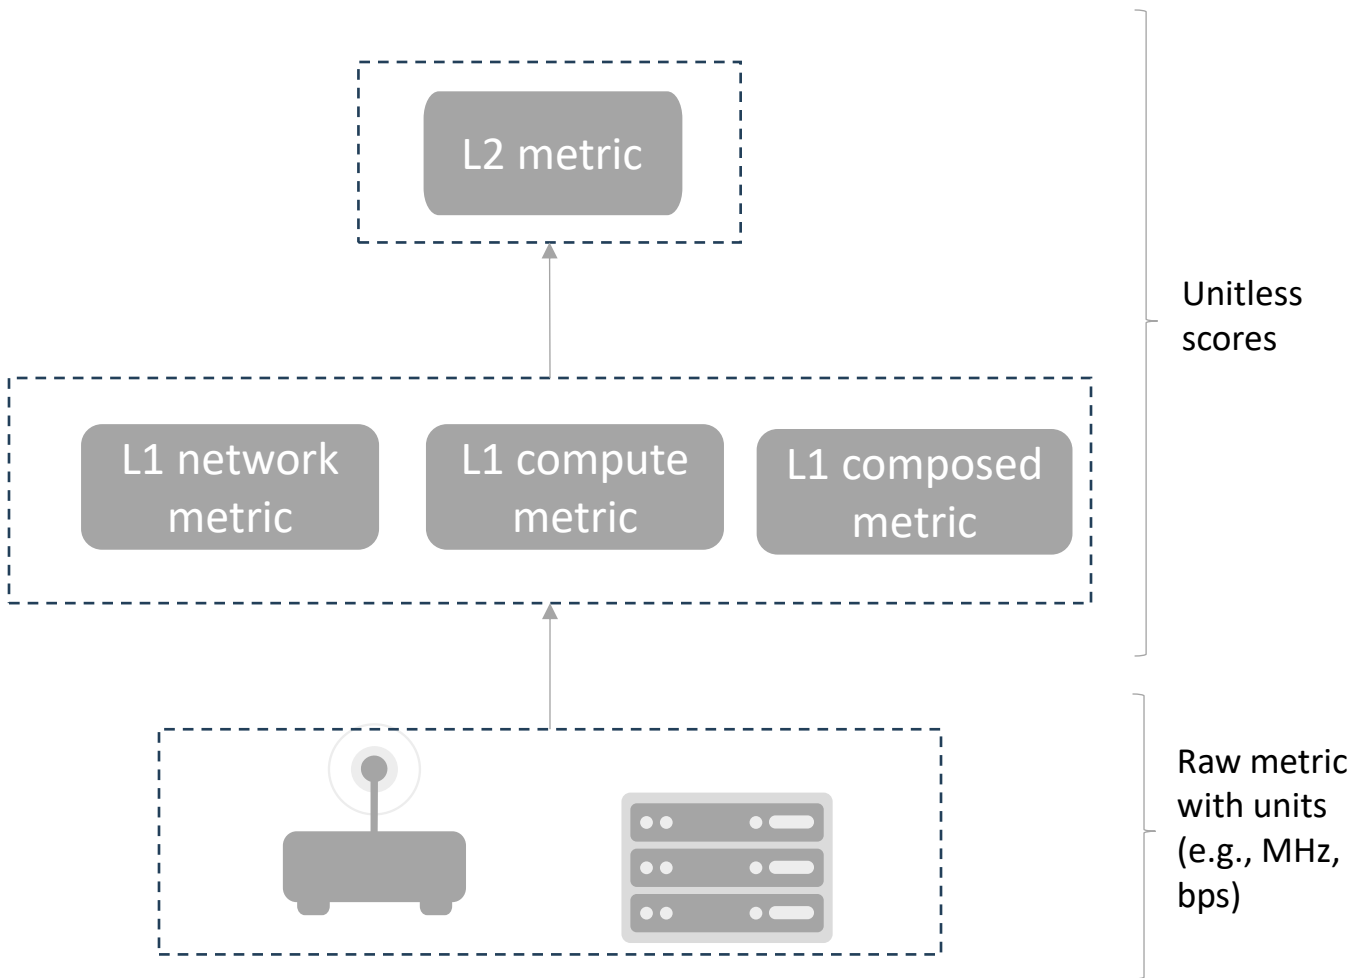 L2 metric
Unitless
scores
L1 network
metric
L1 compute
metric
L1 composed
metric
Raw metric
with units
(e.g., MHz,
bps)